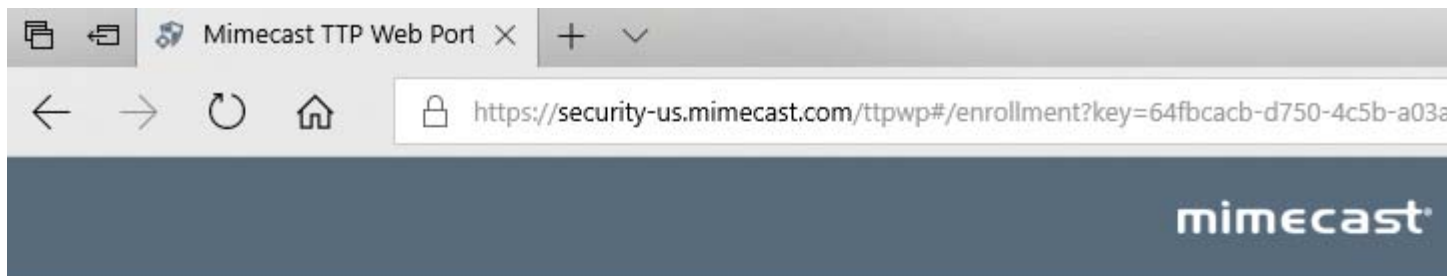 Mimecast TTP Web Port
https://security-us.mimecast.com/ttpwp#/enrollment?key=64fbcacb-d750-4c5b-a03a
mimecast